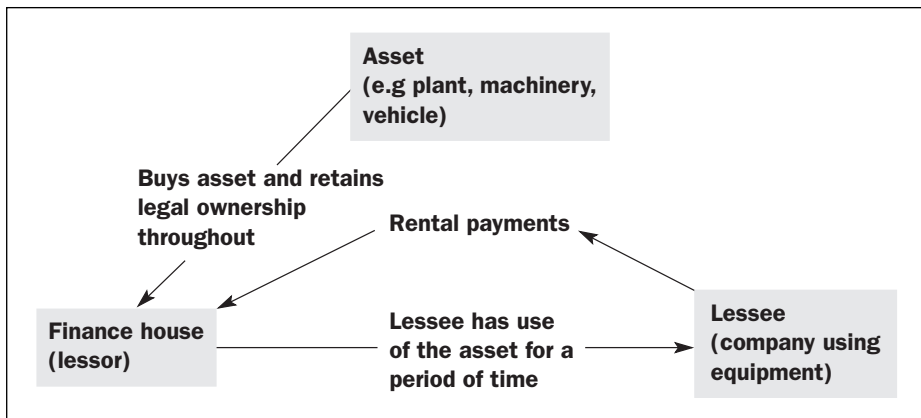 Asset
(e.g plant, machinery,
vehicle)
Buys asset and retains
legal ownership
throughout
Rental payments
Finance house
(lessor)
Lessee has use
of the asset for a
period of time
Lessee
(company using
equipment)